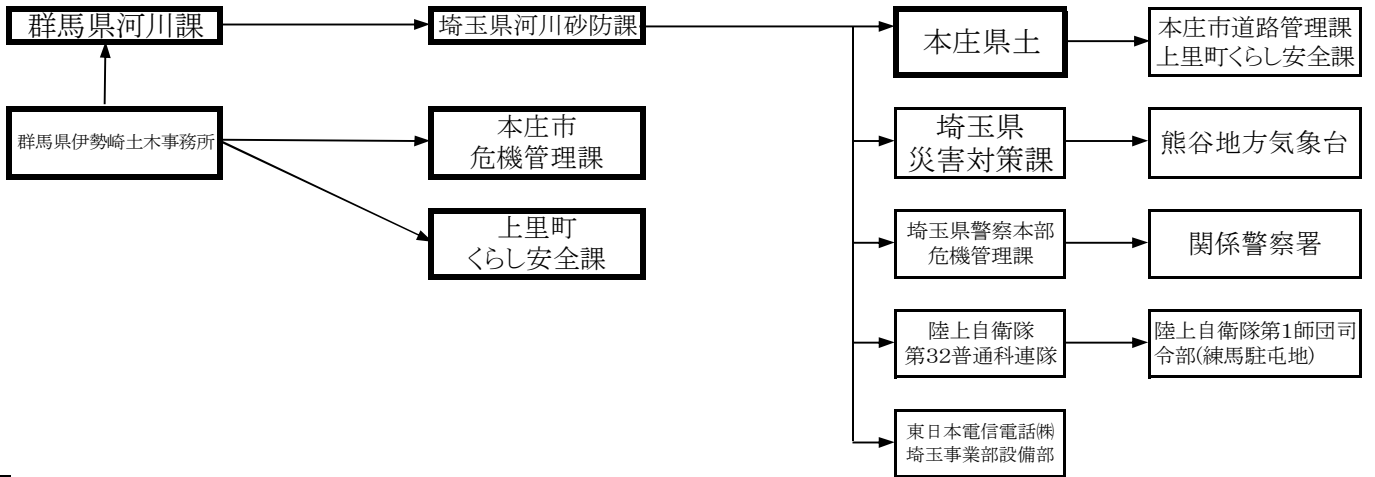 群馬県河川課
埼玉県河川砂防課
本庄県土
本庄市道路管理課
上里町くらし安全課
群馬県伊勢崎土木事務所
本庄市
危機管理課
埼玉県
災害対策課
熊谷地方気象台
上里町
くらし安全課
埼玉県警察本部
危機管理課
関係警察署
陸上自衛隊
第32普通科連隊
陸上自衛隊第1師団司
令部(練馬駐屯地)
東日本電信電話㈱
埼玉事業部設備部